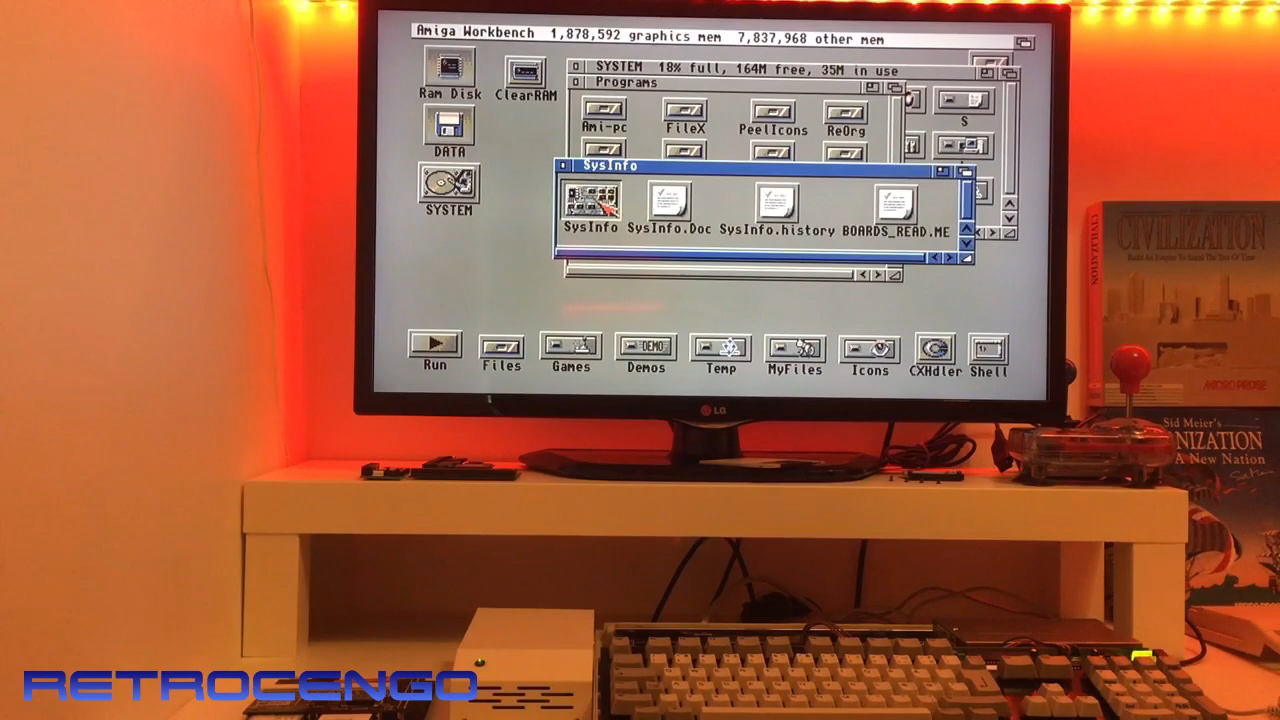 Amiga Workbench 1,878,592 graphics mem 7,837,968 other mem
Ram Disk
ClearRAM
DATA
SYSTEM
SYSTEM 18% full, 164M free, 35M in use
Programs
Ami-pc FileX PeelIcons ReOrg
S
SysInfo
SysInfo SysInfo.Doc SysInfo.history BOARDS_READ.ME
DEMO
Run Files Games Demos Temp MyFiles Icons CXHdler Shell
LG
CIVILIZATION
CIVILIZATION
Build An Empire To Stand The Test Of Time
MICRO PROSE
Sid Meier's
NIZATION
A New Nation
RETROCENGO